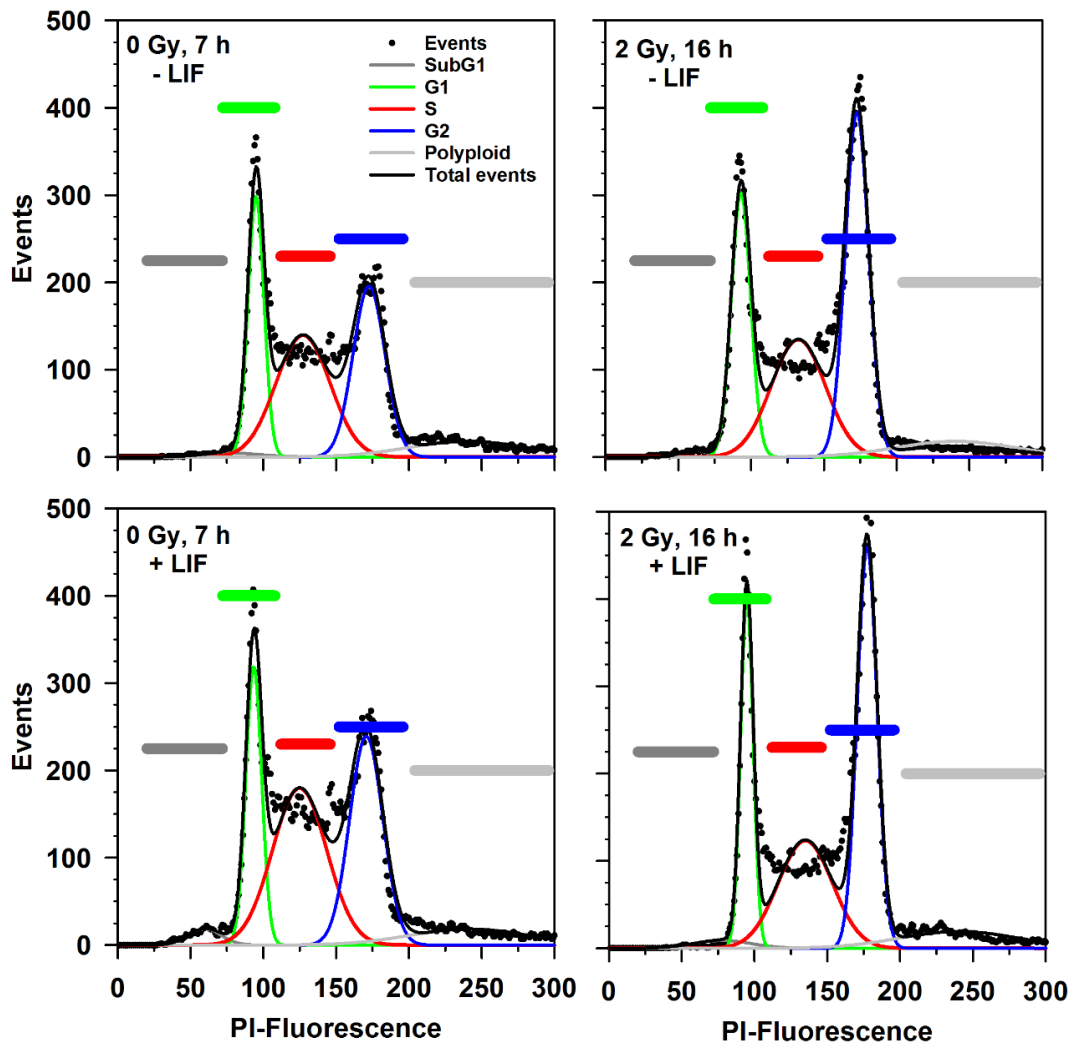 500
400
300
200
100
0
Events
0 Gy, 7 h
- LIF
Events
SubG1
G1
S
G2
Polyploid
Total events
2 Gy, 16 h
- LIF
500
400
300
200
100
0
Events
0 Gy, 7 h
+ LIF
0 50 100 150 200 250 300
PI-Fluorescence
2 Gy, 16 h
+ LIF
0 50 100 150 200 250 300
PI-Fluorescence